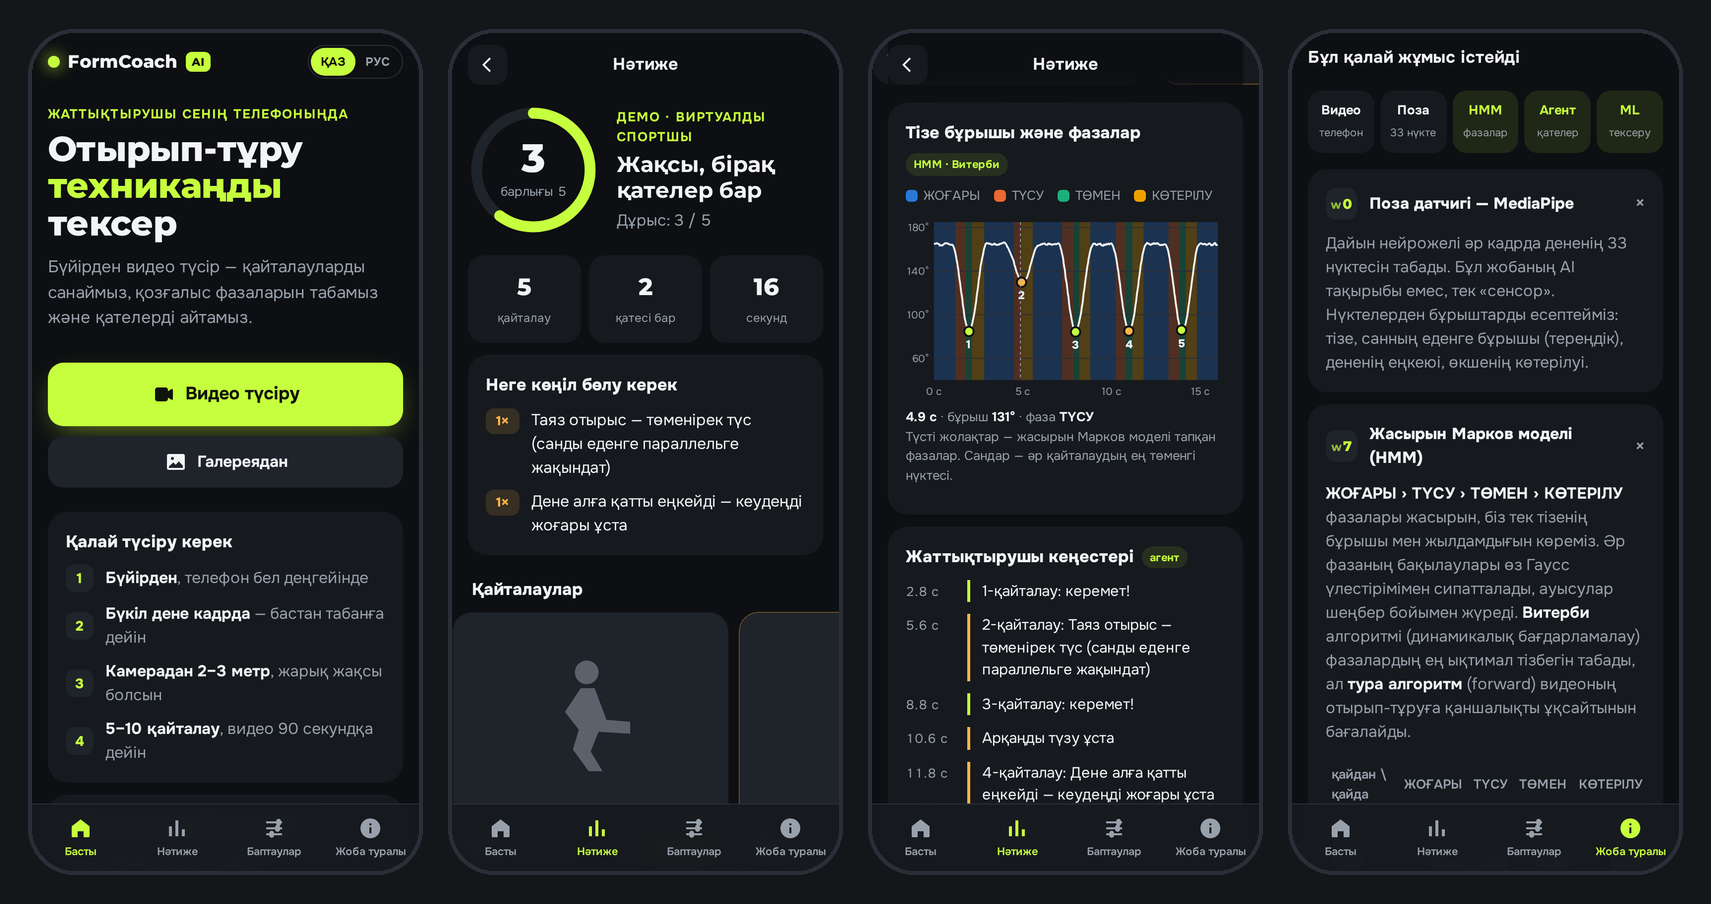 FormCoach AI
ҚАЗ РУС
ЖАТТЫҚТЫРУШЫ СЕНІҢ ТЕЛЕФОНЫҢДА
Отырып-тұру
техникаңды
тексер
Бүйірден видео түсір — қайталауларды
санаймыз, қозғалыс фазаларын табамыз
және қателерді айтамыз.
Видео түсіру
Галереядан
Қалай түсіру керек
1 Бүйірден, телефон бел деңгейінде
2 Бүкіл дене кадрда — бастан табанға
дейін
3 Камерадан 2–3 метр, жарық жақсы
болсын
4 5–10 қайталау, видео 90 секундқа
дейін
Басты Нәтиже Баптаулар Жоба туралы
Нәтиже
3
барлығы 5
ДЕМО · ВИРТУАЛДЫ
СПОРТШЫ
Жақсы, бірақ
қателер бар
Дұрыс: 3 / 5
5 2 16
қайталау қатесі бар секунд
Неге көңіл бөлу керек
1× Таяз отырыс — төменірек түс
(санды еденге параллельге
жақындат)
1× Дене алға қатты еңкейді — кеудеңді
жоғары ұста
Қайталаулар
Басты Нәтиже Баптаулар Жоба туралы
Нәтиже
Тізе бұрышы және фазалар
НММ · Витерби
ЖОҒАРЫ ТҮСУ ТӨМЕН КӨТЕРІЛУ
180°
140°
100°
60°
1 2 3 4 5
0 с 5 с 10 с 15 с
4.9 с · бұрыш 131° · фаза ТҮСУ
Түсті жолақтар — жасырын Марков моделі тапқан
фазалар. Сандар — әр қайталаудың ең төменгі
нүктесі.
Жаттықтырушы кеңестері агент
2.8 с 1-қайталау: керемет!
5.6 с 2-қайталау: Таяз отырыс —
төменірек түс (санды еденге
параллельге жақындат)
8.8 с 3-қайталау: керемет!
10.6 с Арқаңды түзу ұста
11.8 с 4-қайталау: Дене алға қатты
еңкейді — кеудеңді жоғары ұста
Басты Нәтиже Баптаулар Жоба туралы
Бұл қалай жұмыс істейді
Видео Поза НММ Агент ML
телефон 33 нүкте фазалар қателер тексеру
w0 Поза датчигі — MediaPipe ×
Дайын нейрожелі әр кадрда дененің 33
нүктесін табады. Бұл жобаның AI
тақырыбы емес, тек «сенсор».
Нүктелерден бұрыштарды есептейміз:
тізе, санның еденге бұрышы (тереңдік),
дененің еңкеюі, өкшенің көтерілуі.
w7 Жасырын Марков моделі
(НММ) ×
ЖОҒАРЫ › ТҮСУ › ТӨМЕН › КӨТЕРІЛУ
фазалары жасырын, біз тек тізенің
бұрышы мен жылдамдығын көреміз. Әр
фазаның бақылаулары өз Гаусс
үлестірімімен сипатталады, ауысулар
шеңбер бойымен жүреді. Витерби
алгоритмі (динамикалық бағдарламалау)
фазалардың ең ықтимал тізбегін табады,
ал тура алгоритм (forward) видеоның
отырып-тұруға қаншалықты ұқсайтынын
бағалайды.
қайдан \
қайда ЖОҒАРЫ ТҮСУ ТӨМЕН КӨТЕРІЛУ
Басты Нәтиже Баптаулар Жоба туралы